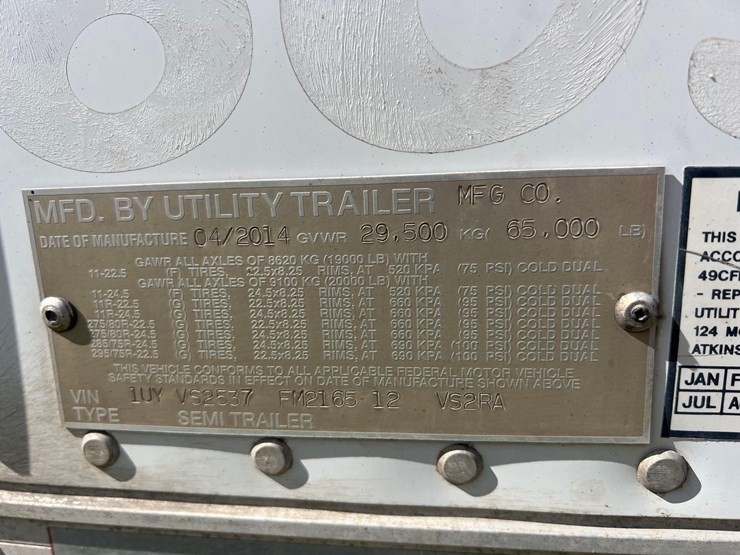 MFD. BY UTILITY TRAILER MFG CO.
DATE OF MANUFACTURE 04/2014 GVWR 29,500 KG( 65,000 LB)
GAWR ALL AXLES OF 8620 KG (19000 LB) WITH
11-22.5 (F) TIRES, 22.5x8.25 RIMS, AT 520 KPA (75 PSI) COLD DUAL
GAWR ALL AXLES OF 9100 KG (20000 LB) WITH
11-24.5 (F) TIRES, 24.5x8.25 RIMS, AT 520 KPA (75 PSI) COLD DUAL
11R-22.5 (G) TIRES, 22.5x8.25 RIMS, AT 660 KPA (95 PSI) COLD DUAL
11R-24.5 (G) TIRES, 24.5x8.25 RIMS, AT 660 KPA (95 PSI) COLD DUAL
275/80R-22.5 (G) TIRES, 22.5x8.25 RIMS, AT 660 KPA (95 PSI) COLD DUAL
275/80R-24.5 (G) TIRES, 24.5x8.25 RIMS, AT 660 KPA (95 PSI) COLD DUAL
285/75R-24.5 (G) TIRES, 24.5x8.25 RIMS, AT 690 KPA (100 PSI) COLD DUAL
295/75R-22.5 (G) TIRES, 22.5x8.25 RIMS, AT 690 KPA (100 PSI) COLD DUAL
THIS VEHICLE CONFORMS TO ALL APPLICABLE FEDERAL MOTOR VEHICLE
SAFETY STANDARDS IN EFFECT ON DATE OF MANUFACTURE SHOWN ABOVE
VIN 1UY VS2537 FM2165 12 VS2RA
TYPE SEMI TRAILER
THIS
ACCO
49CF
- REP
UTILIT
124 MO
ATKINS
JAN F
JUL A